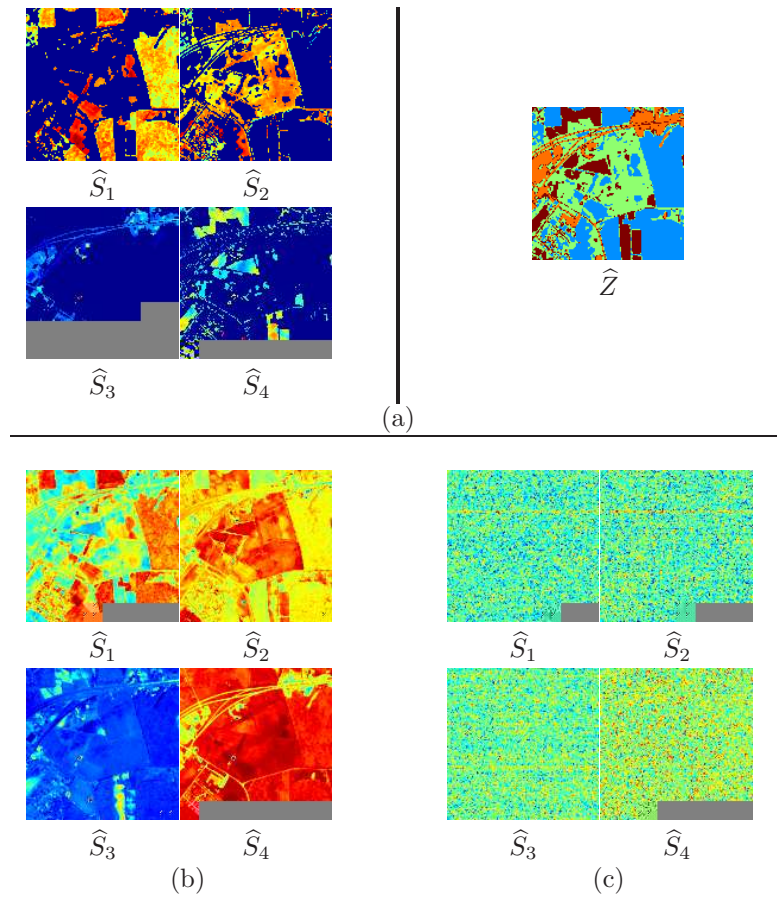 Ŝ₁ Ŝ₂
Ẑ
Ŝ₃ Ŝ₄
(a)
Ŝ₁ Ŝ₂
Ŝ₁ Ŝ₂
Ŝ₃ Ŝ₄
Ŝ₃ Ŝ₄
(b) (c)